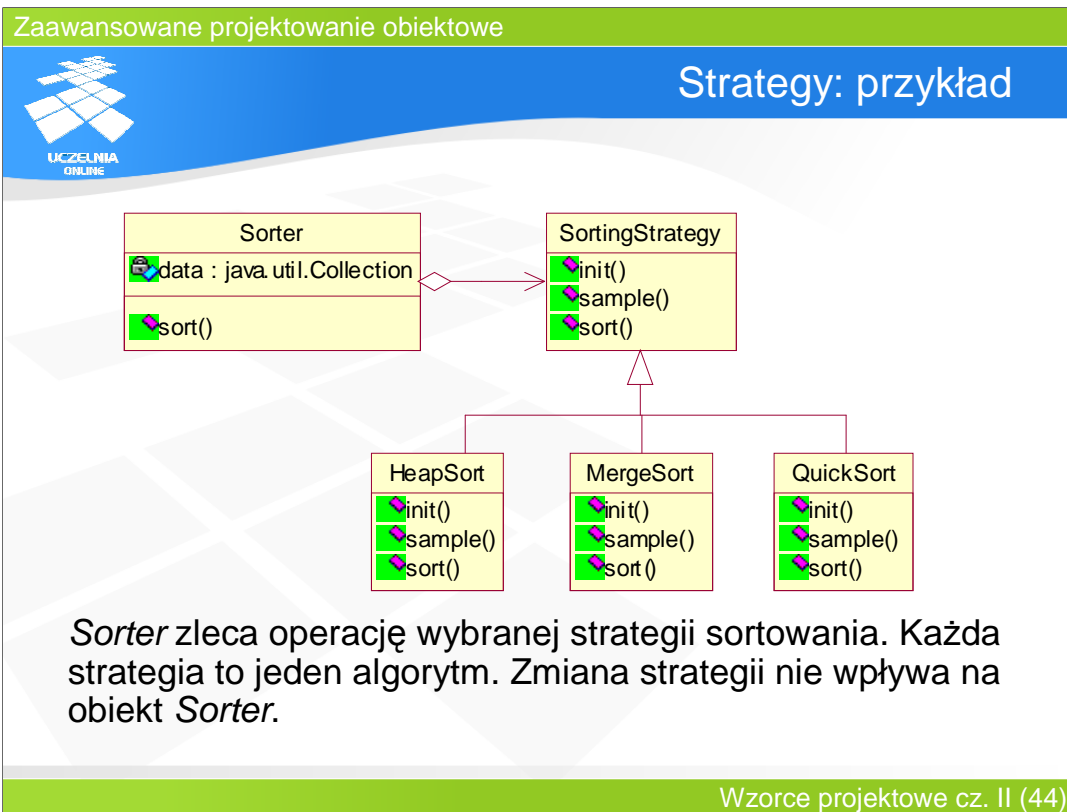 Zaawansowane projektowanie obiektowe
Strategy: przykład
UCZELNIA
ONLINE
Sorter
data : java.util.Collection
sort()
SortingStrategy
init()
sample()
sort()
HeapSort
init()
sample()
sort()
MergeSort
init()
sample()
sort()
QuickSort
init()
sample()
sort()
Sorter zleca operację wybranej strategii sortowania. Każda
strategia to jeden algorytm. Zmiana strategii nie wpływa na
obiekt Sorter.
Wzorce projektowe cz. II (44)